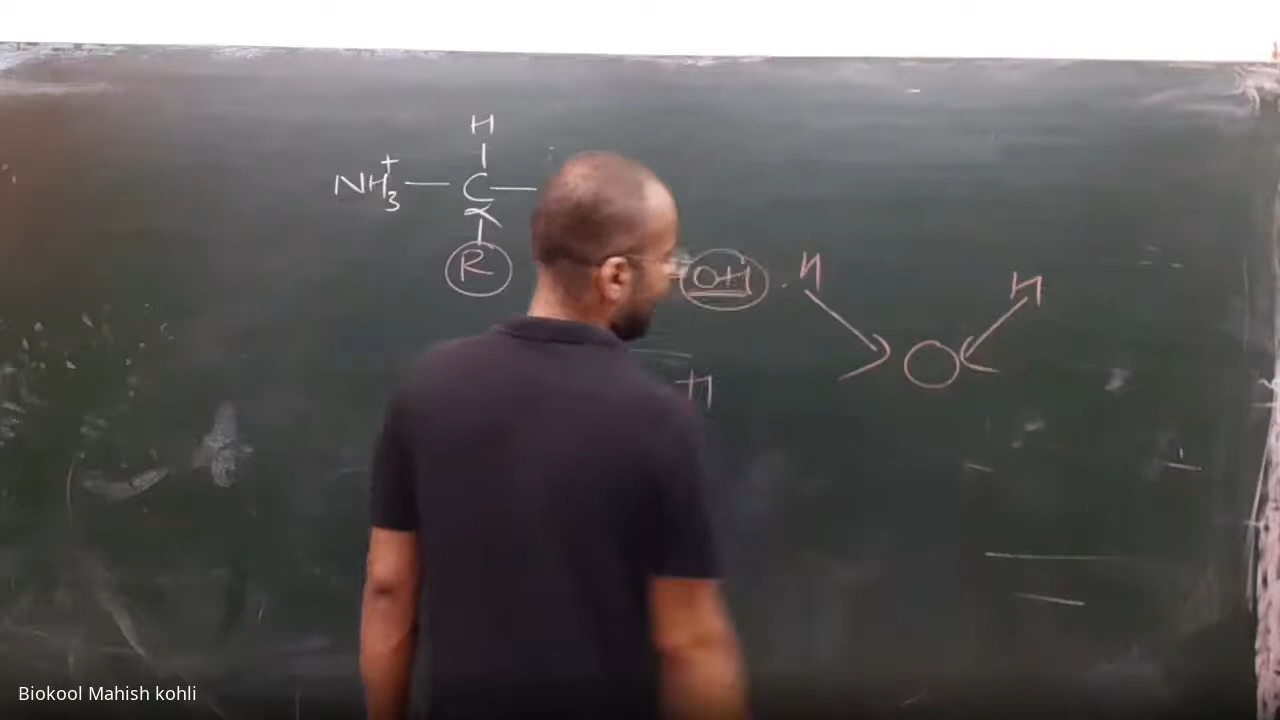 H
NH3+ — C —
α
R
OH H H
O
H
Biokool Mahish kohli